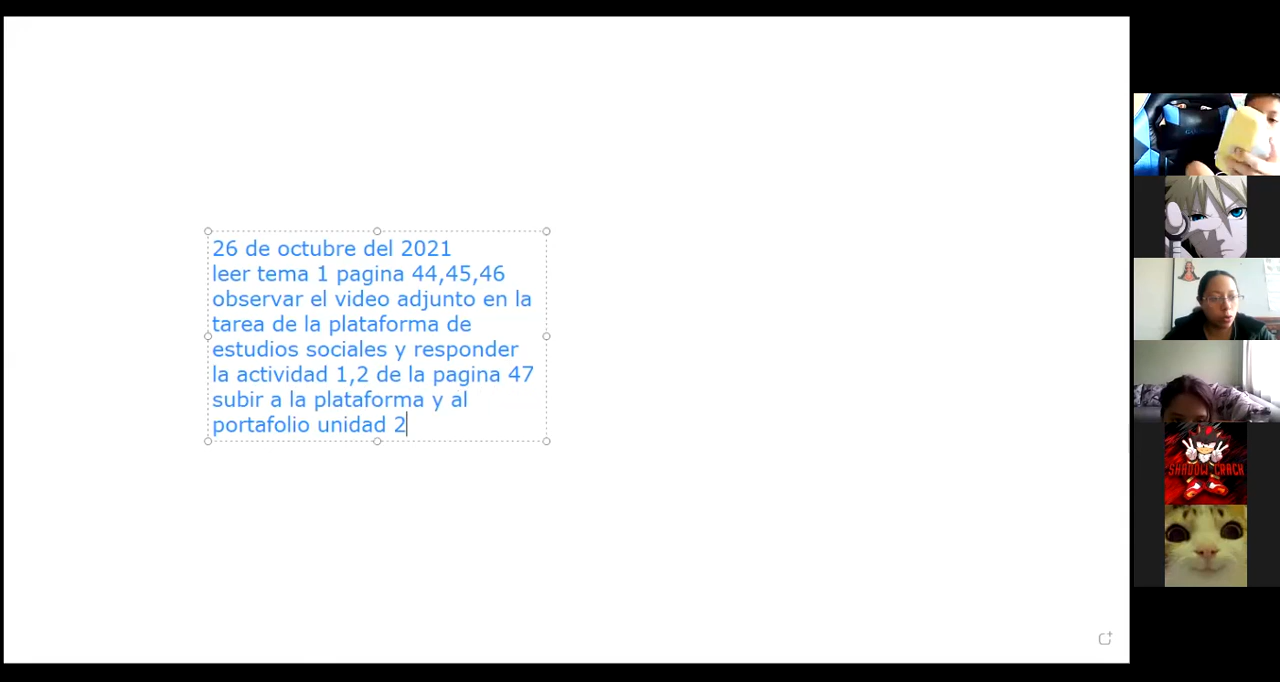 26 de octubre del 2021
leer tema 1 pagina 44,45,46
observar el video adjunto en la
tarea de la plataforma de
estudios sociales y responder
la actividad 1,2 de la pagina 47
subir a la plataforma y al
portafolio unidad 2
SHADOW CRACK